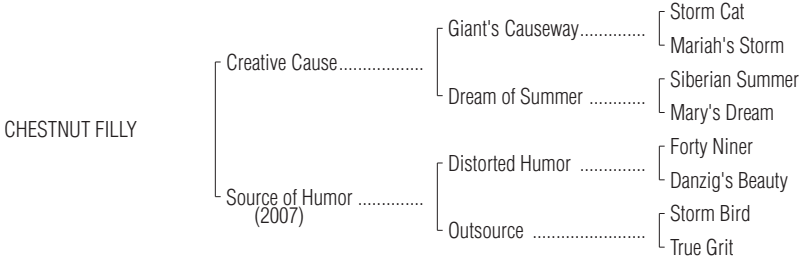 Storm Cat
Giant's Causeway..............
Mariah's Storm
Creative Cause..................
Siberian Summer
Dream of Summer ............
Mary's Dream
CHESTNUT FILLY
Forty Niner
Distorted Humor ..............
Danzig's Beauty
Source of Humor ..............
(2007)
Storm Bird
Outsource ........................
True Grit